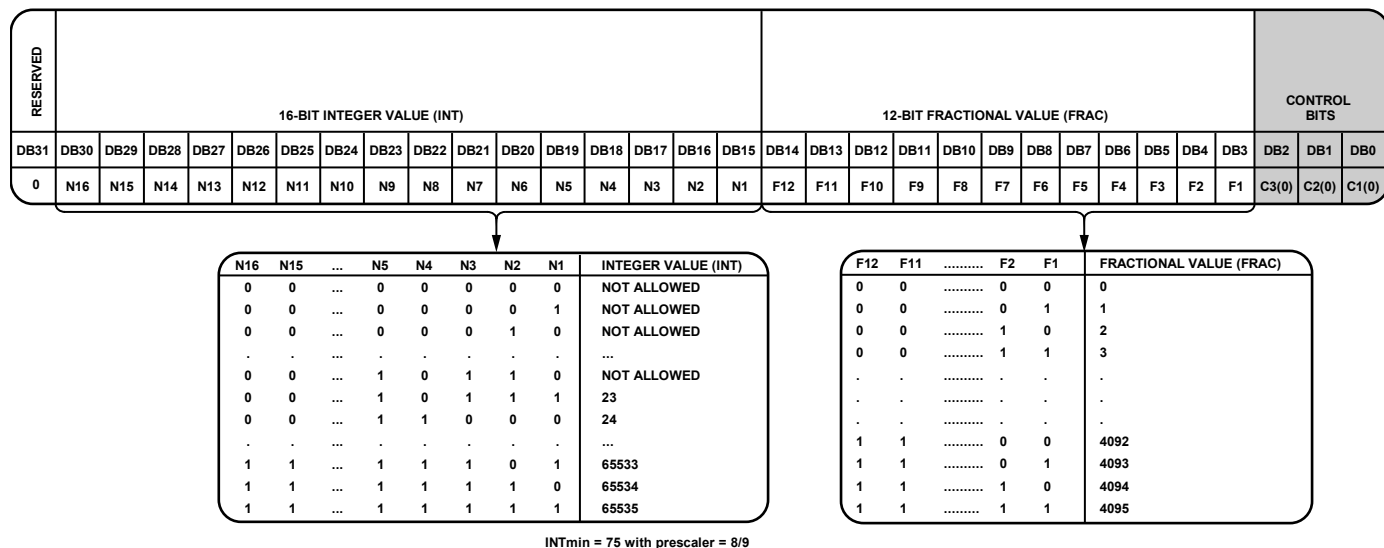 RESERVED
16-BIT INTEGER VALUE (INT)
12-BIT FRACTIONAL VALUE (FRAC)
CONTROL
BITS
DB31 DB30 DB29 DB28 DB27 DB26 DB25 DB24 DB23 DB22 DB21 DB20 DB19 DB18 DB17 DB16 DB15 DB14 DB13 DB12 DB11 DB10 DB9 DB8 DB7 DB6 DB5 DB4 DB3 DB2 DB1 DB0
0 N16 N15 N14 N13 N12 N11 N10 N9 N8 N7 N6 N5 N4 N3 N2 N1 F12 F11 F10 F9 F8 F7 F6 F5 F4 F3 F2 F1 C3(0) C2(0) C1(0)
N16 N15 ... N5 N4 N3 N2 N1 INTEGER VALUE (INT)
0 0 ... 0 0 0 0 0 NOT ALLOWED
0 0 ... 0 0 0 0 1 NOT ALLOWED
0 0 ... 0 0 0 1 0 NOT ALLOWED
. . ... . . . . . ...
0 0 ... 1 0 1 1 0 NOT ALLOWED
0 0 ... 1 0 1 1 1 23
0 0 ... 1 1 0 0 0 24
. . ... . . . . . ...
1 1 ... 1 1 1 0 1 65533
1 1 ... 1 1 1 1 0 65534
1 1 ... 1 1 1 1 1 65535
INTmin = 75 with prescaler = 8/9
F12 F11 .......... F2 F1 FRACTIONAL VALUE (FRAC)
0 0 .......... 0 0 0
0 0 .......... 0 1 1
0 0 .......... 1 0 2
0 0 .......... 1 1 3
. . .......... . . .
. . .......... . . .
. . .......... . . .
1 1 .......... 0 0 4092
1 1 .......... 0 1 4093
1 1 .......... 1 0 4094
1 1 ......... 1 1 4095